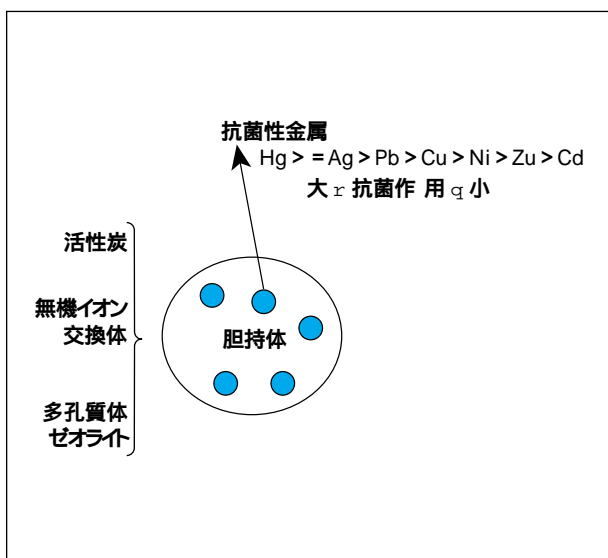 抗菌性金属
Hg > = Ag > Pb > Cu > Ni > Zu > Cd
大 r 抗菌作 用 q 小
活性炭
無機イオン
交換体
胆持体
多孔質体
ゼオライト